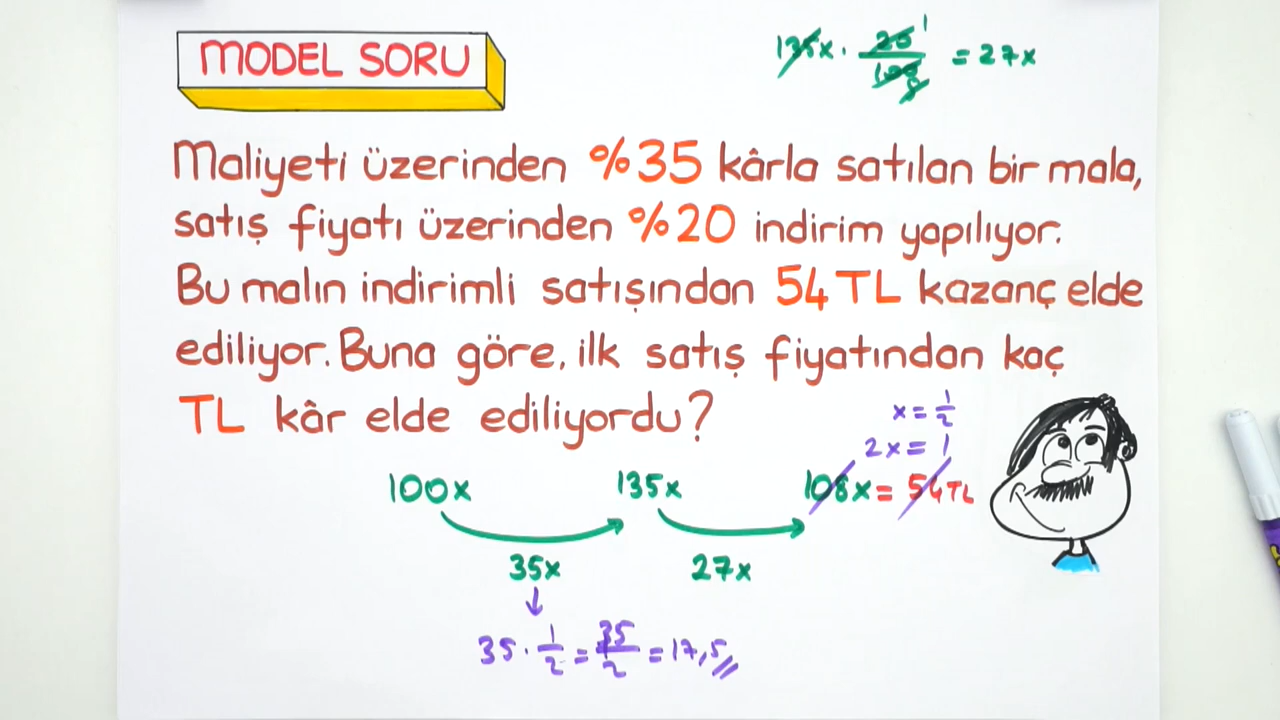 MODEL SORU
135x · 20/100 = 27x
1
5
Maliyeti üzerinden %35 kârla satılan bir mala,
satış fiyatı üzerinden %20 indirim yapılıyor.
Bu malın indirimli satışından 54 TL kazanç elde
ediliyor. Buna göre, ilk satış fiyatından kaç
TL kâr elde ediliyordu?
x = 1/2
2x = 1
100x 135x 108x = 54 TL
35x 27x
35 · 1/2 = 35/2 = 17,5